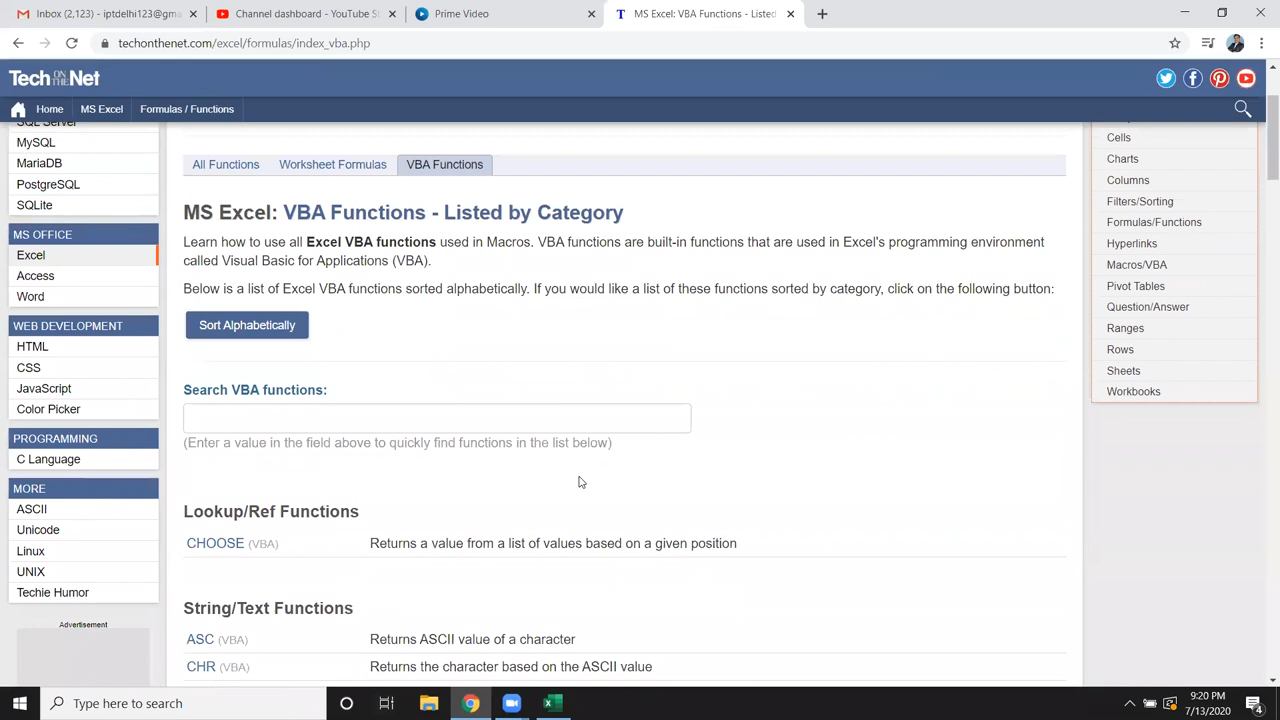 Inbox (2,123) - iptdelhi123@gma
Channel dashboard - YouTube St
Prime Video
MS Excel: VBA Functions - Listed
techonthenet.com/excel/formulas/index_vba.php
Tech ON THE Net
Home
MS Excel
Formulas / Functions
SQL Server
MySQL
MariaDB
PostgreSQL
SQLite
MS OFFICE
Excel
Access
Word
WEB DEVELOPMENT
HTML
CSS
JavaScript
Color Picker
PROGRAMMING
C Language
MORE
ASCII
Unicode
Linux
UNIX
Techie Humor
Advertisement
All Functions
Worksheet Formulas
VBA Functions
MS Excel: VBA Functions - Listed by Category
Learn how to use all Excel VBA functions used in Macros. VBA functions are built-in functions that are used in Excel's programming environment
called Visual Basic for Applications (VBA).
Below is a list of Excel VBA functions sorted alphabetically. If you would like a list of these functions sorted by category, click on the following button:
Sort Alphabetically
Search VBA functions:
(Enter a value in the field above to quickly find functions in the list below)
Lookup/Ref Functions
CHOOSE (VBA) Returns a value from a list of values based on a given position
String/Text Functions
ASC (VBA) Returns ASCII value of a character
CHR (VBA) Returns the character based on the ASCII value
Cells
Charts
Columns
Filters/Sorting
Formulas/Functions
Hyperlinks
Macros/VBA
Pivot Tables
Question/Answer
Ranges
Rows
Sheets
Workbooks
Type here to search
9:20 PM
7/13/2020
4